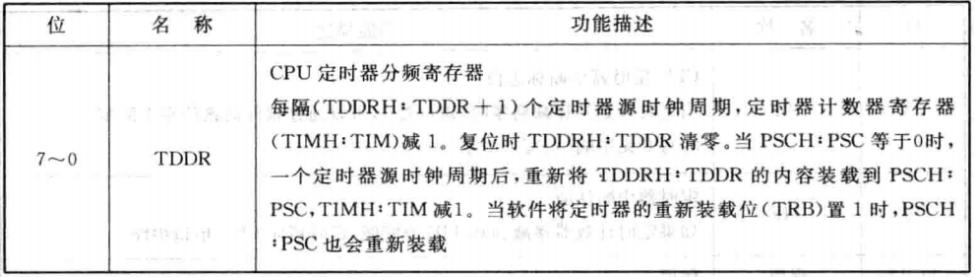 位 名 称 功能描述
CPU 定时器分频寄存器
每隔(TDDRH:TDDR+1)个定时器源时钟周期,定时器计数器寄存器
(TIMH:TIM)减 1。复位时 TDDRH:TDDR 清零。当 PSCH:PSC 等于0时,
7~0 TDDR 一个定时器源时钟周期后,重新将 TDDRH:TDDR 的内容装载到 PSCH:
PSC,TIMH:TIM 减1。当软件将定时器的重新装载位(TRB)置 1 时,PSCH
:PSC 也会重新装载